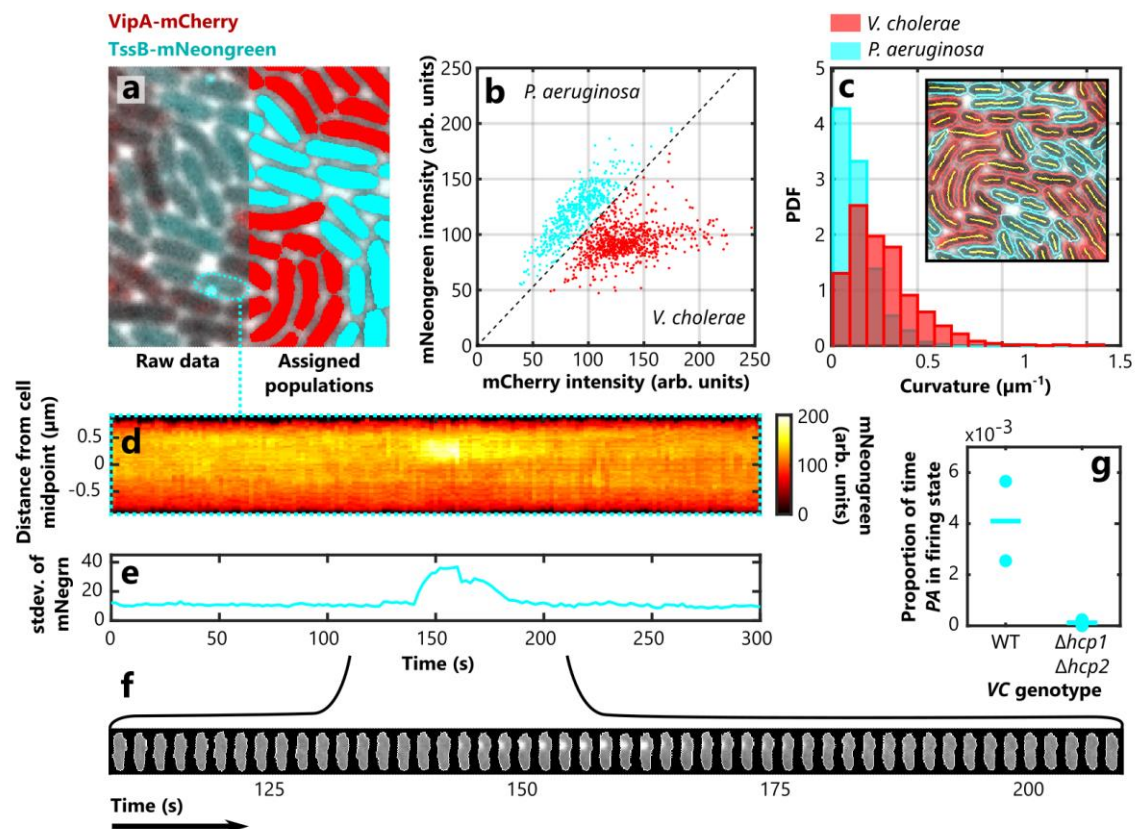 VipA-mCherry
TssB-mNeongreen
a
Raw data
Assigned
populations
b
mNeongreen intensity (arb. units)
250
200
150
100
50
0
P. aeruginosa
V. cholerae
0 50 100 150 200 250
mCherry intensity (arb. units)
V. cholerae
P. aeruginosa
c
PDF
5
4
3
2
1
0
0 0.5 1 1.5
Curvature (µm⁻¹)
d
Distance from cell
midpoint (µm)
0.5
0
-0.5
200
100
0
mNeongreen
(arb. units)
e
stdev. of
mNegrn
40
20
0
0 50 100 150 200 250 300
Time (s)
f
125 150 175 200
Time (s)
g
x10⁻³
Proportion of time
PA in firing state
6
4
2
0
WT
Δhcp1
Δhcp2
VC genotype